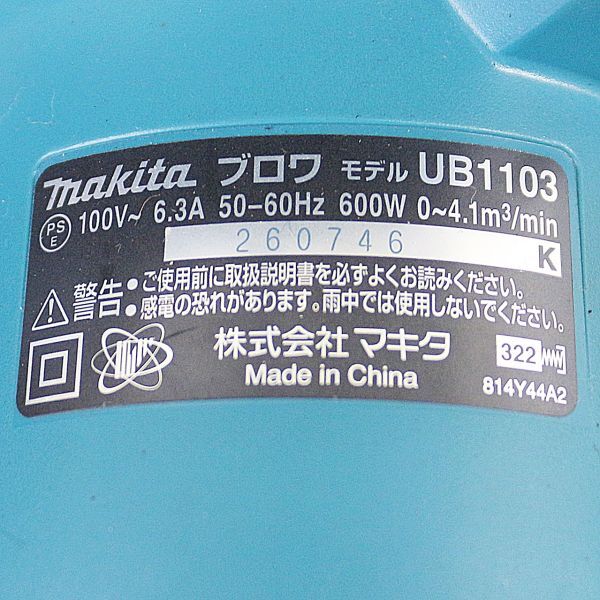 makita ブロワ モデル UB1103
PS E 100V~ 6.3A 50-60Hz 600W 0~4.1m³/min
260746 K
警告：●ご使用前に取扱説明書を必ずよくお読みください。
●感電の恐れがあります。雨中では使用しないでください。
株式会社 マキタ 322
Made in China 814Y44A2